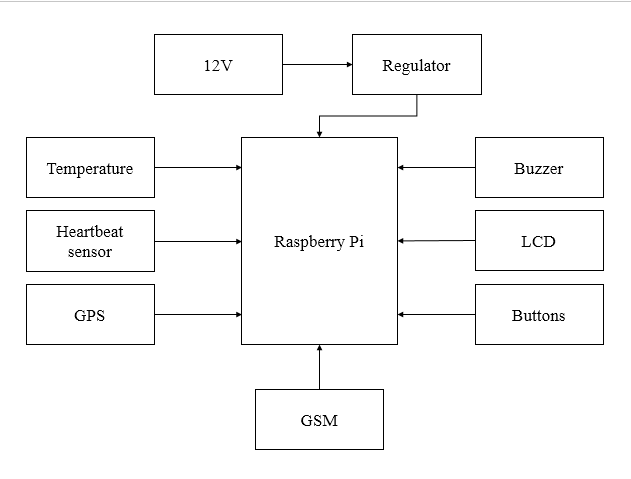 12V
Regulator
Temperature
Buzzer
Heartbeat
sensor
Raspberry Pi
LCD
GPS
Buttons
GSM